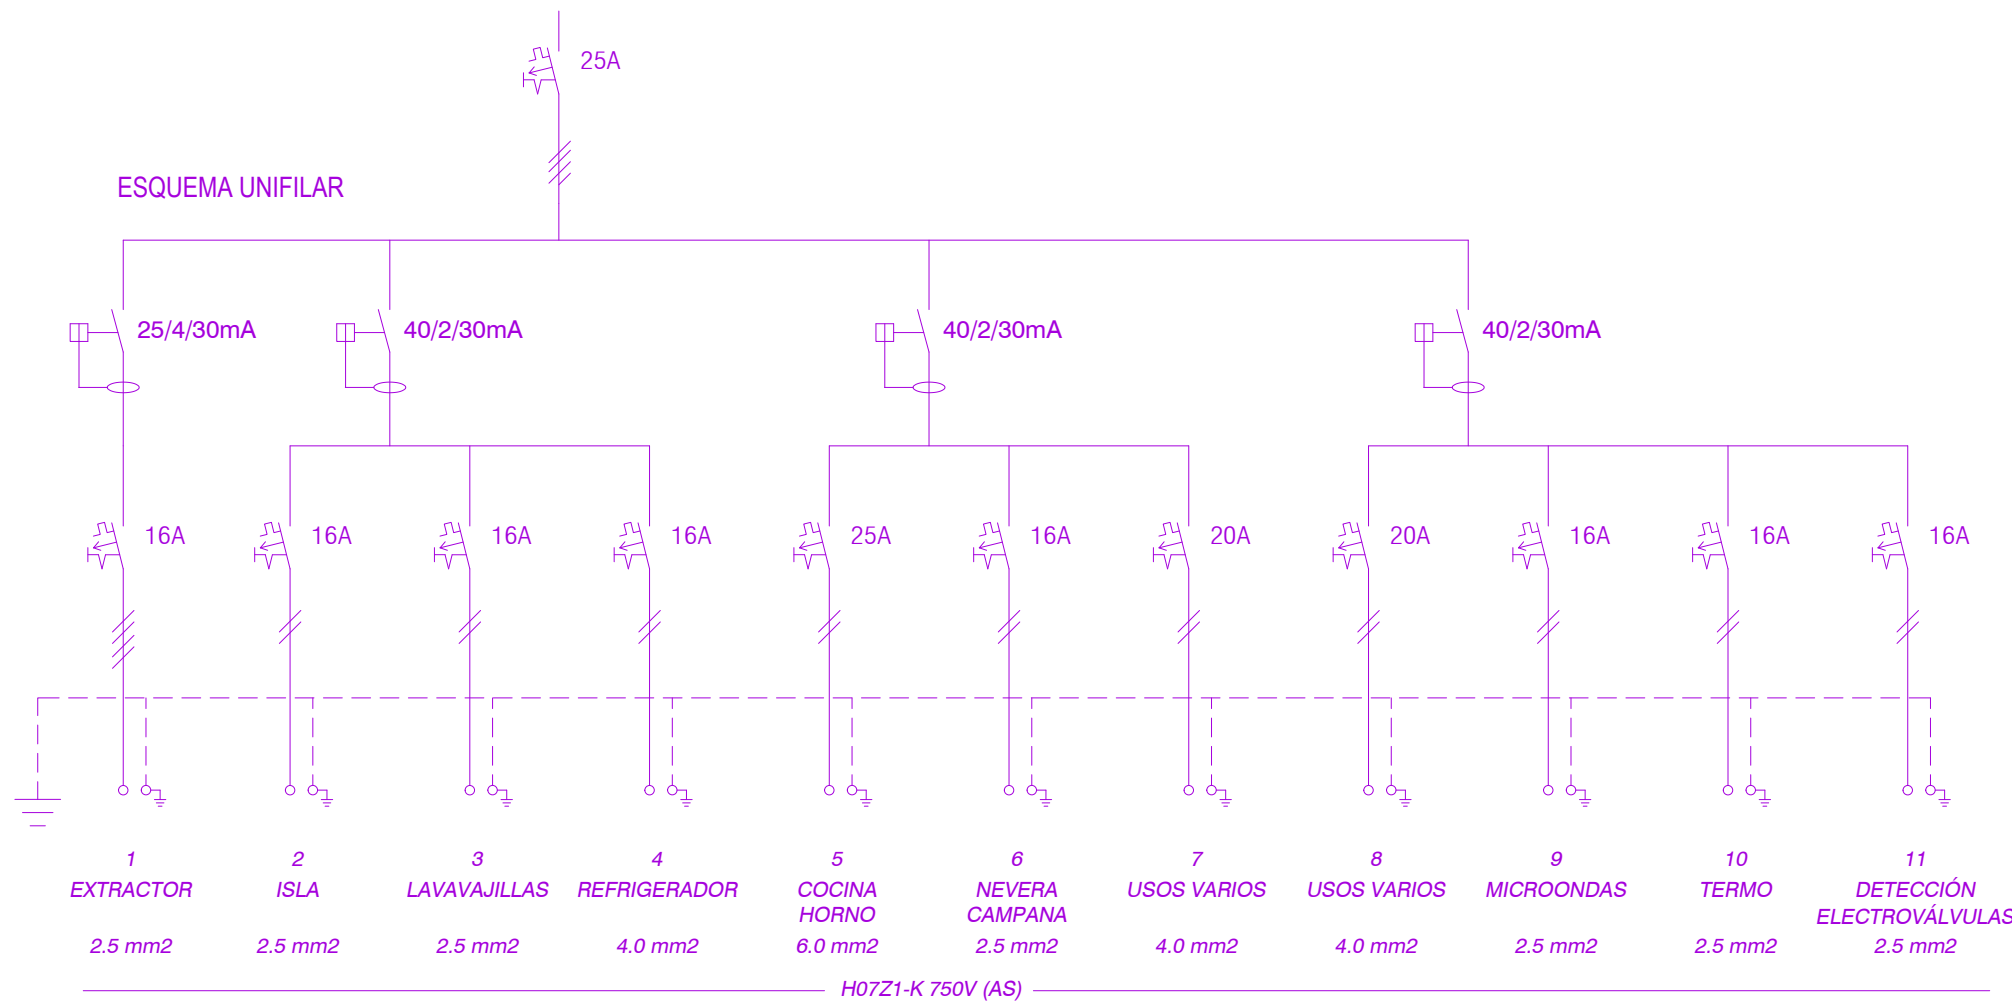 25A
ESQUEMA UNIFILAR
25/4/30mA 40/2/30mA 40/2/30mA 40/2/30mA
16A 16A 16A 16A 25A 16A 20A 20A 16A 16A 16A
1 2 3 4 5 6 7 8 9 10 11
EXTRACTOR ISLA LAVAVAJILLAS REFRIGERADOR COCINA NEVERA USOS VARIOS USOS VARIOS MICROONDAS TERMO DETECCIÓN
HORNO CAMPANA ELECTROVÁLVULAS
2.5 mm2 2.5 mm2 2.5 mm2 4.0 mm2 6.0 mm2 2.5 mm2 4.0 mm2 4.0 mm2 2.5 mm2 2.5 mm2 2.5 mm2
H07Z1-K 750V (AS)